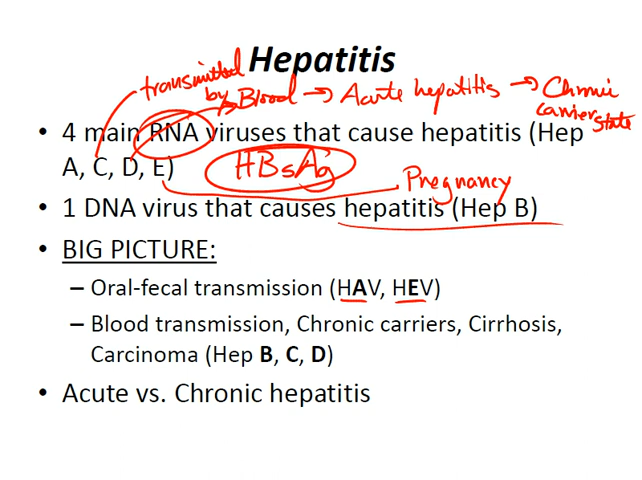 Hepatitis
transmitted
by Blood → Acute hepatitis → Chronic
carrier state
• 4 main RNA viruses that cause hepatitis (Hep
A, C, D, E)
HBsAg
Pregnancy
• 1 DNA virus that causes hepatitis (Hep B)
• BIG PICTURE:
– Oral-fecal transmission (HAV, HEV)
– Blood transmission, Chronic carriers, Cirrhosis,
Carcinoma (Hep B, C, D)
• Acute vs. Chronic hepatitis